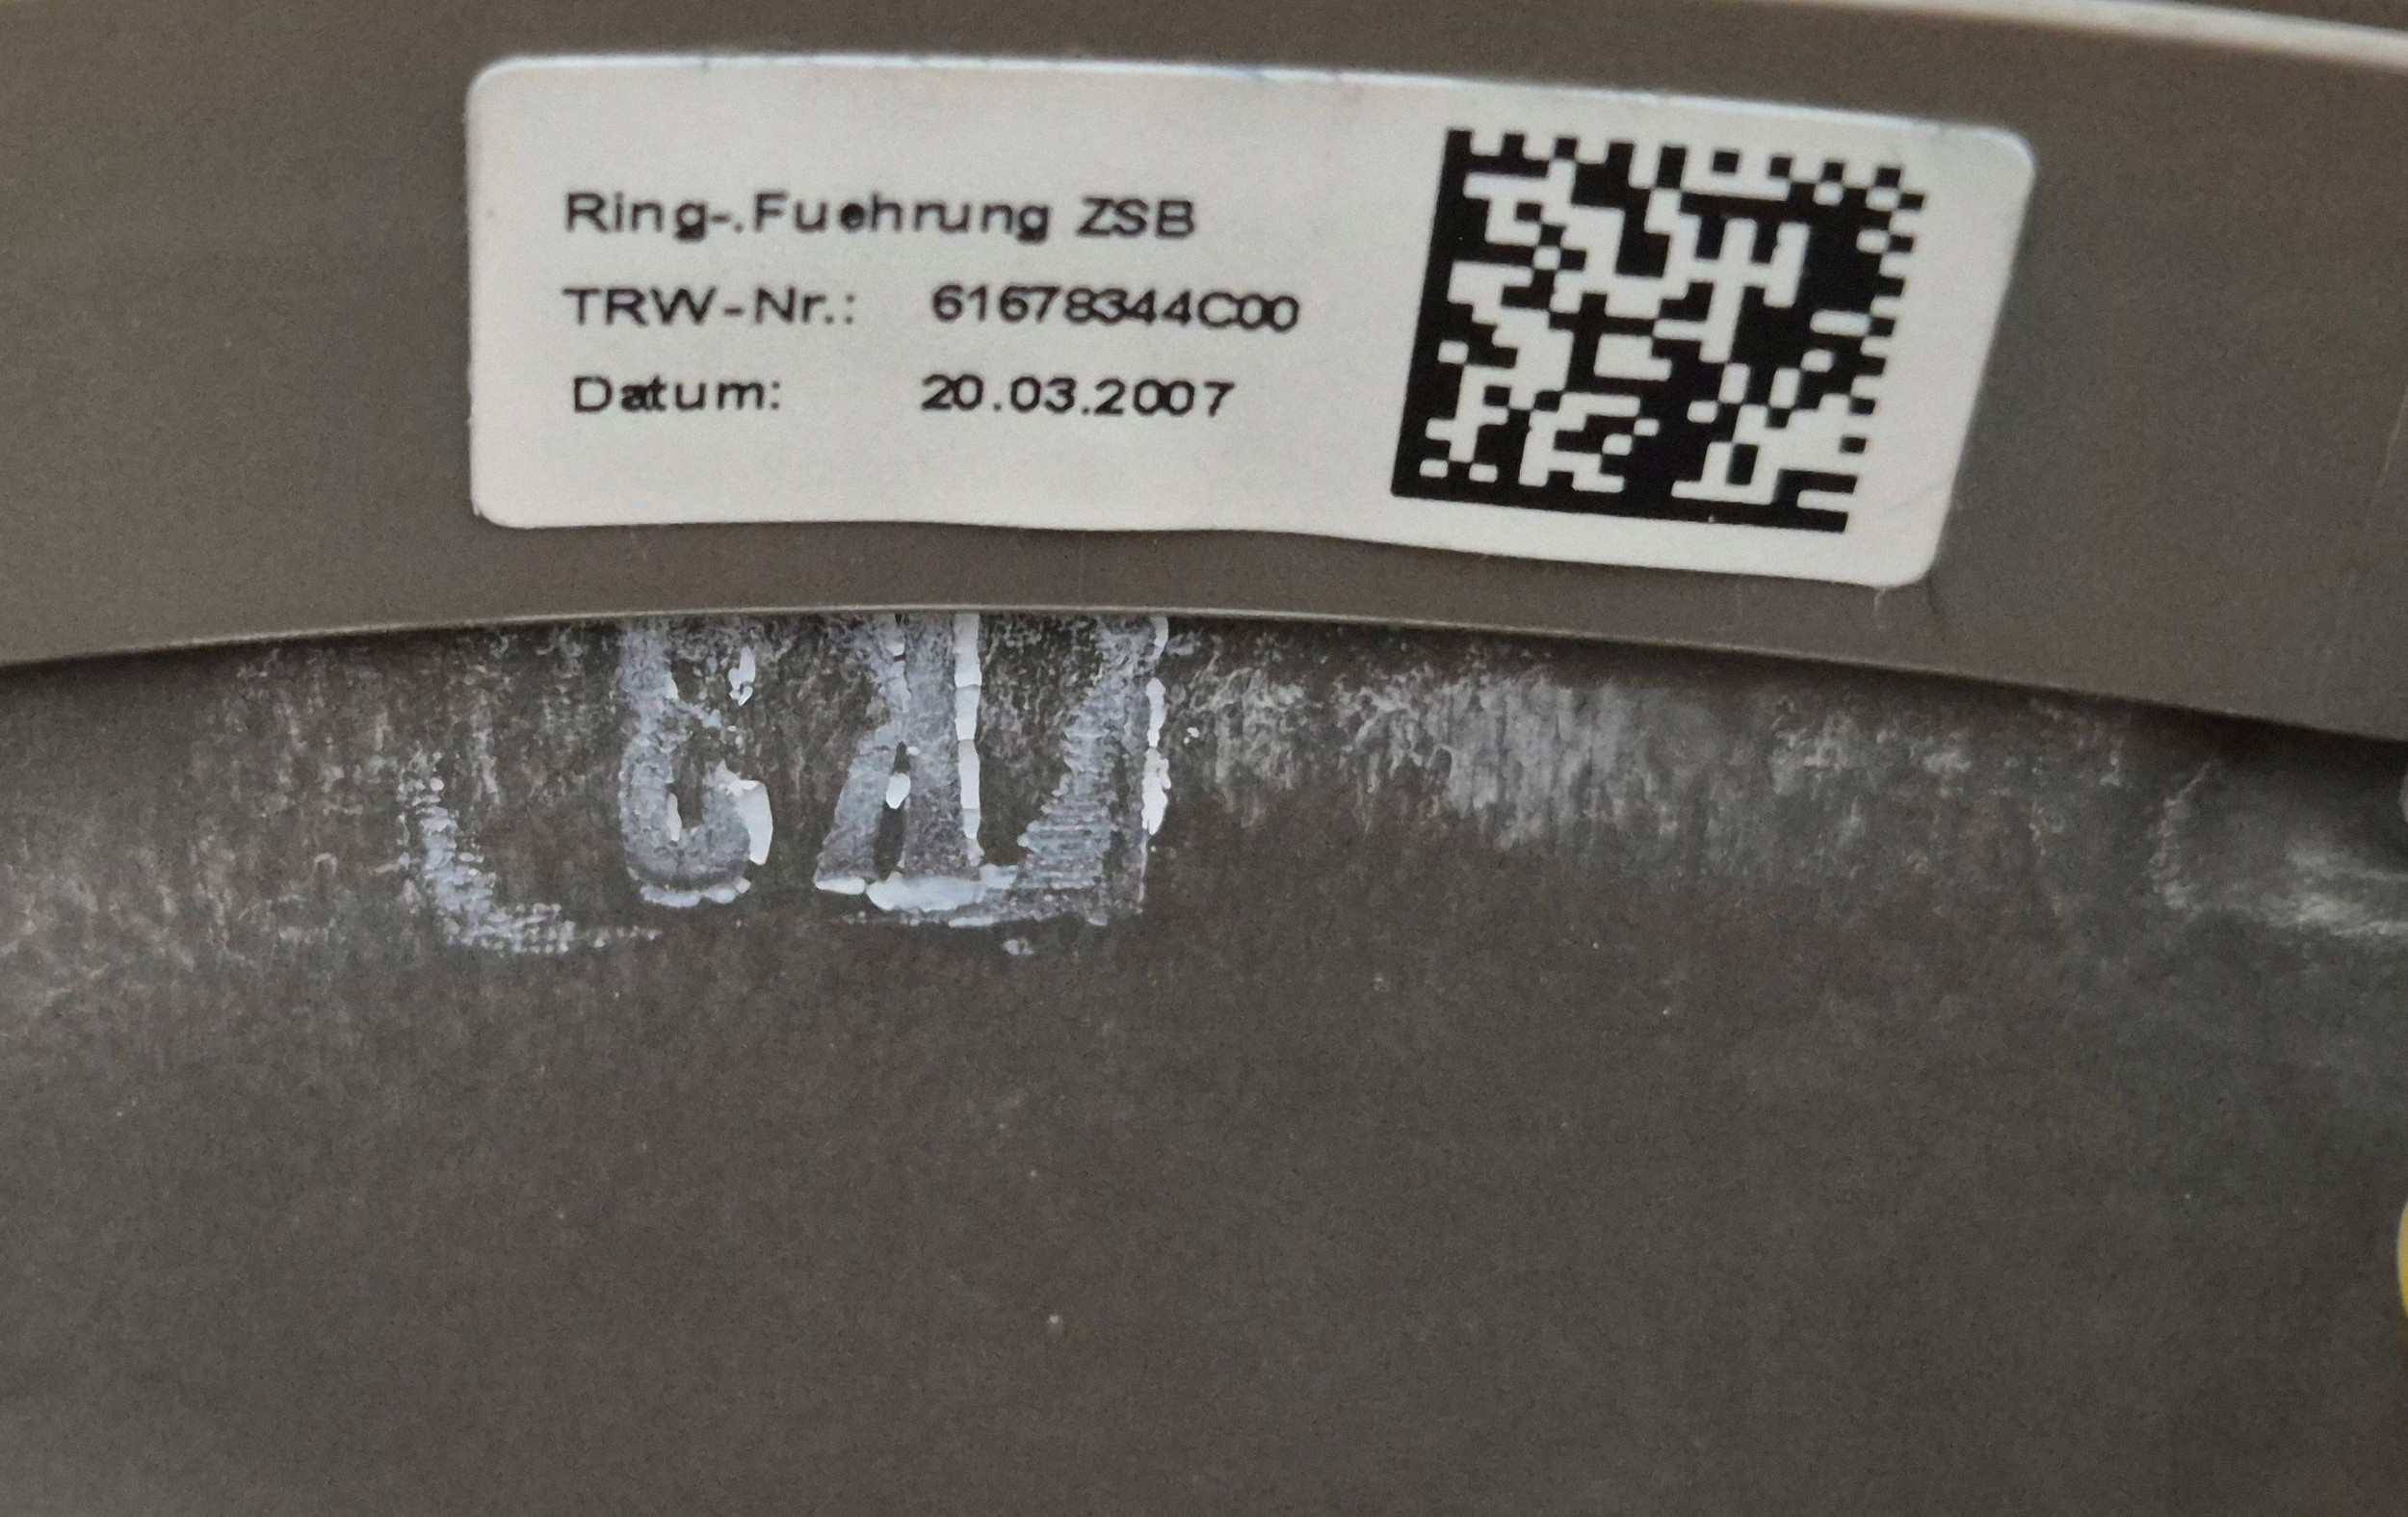 Ring-.Fuehrung ZSB
TRW-Nr.: 61678344C00
Datum: 20.03.2007